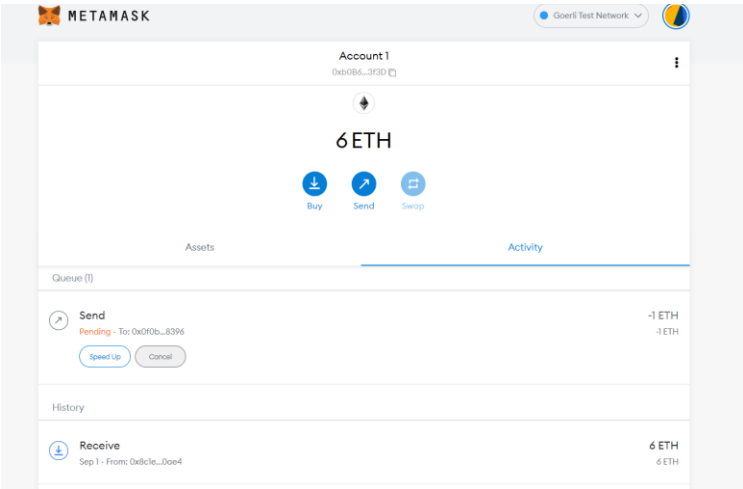 METAMASK
Goerli Test Network
Account 1
0xb0B6...3f3D
6 ETH
Buy Send Swap
Assets Activity
Queue (1)
Send -1 ETH
Pending - To: 0x0f0b...8396 -1 ETH
Speed Up Cancel
History
Receive 6 ETH
Sep 1 - From: 0x8c1e...0ae4 6 ETH